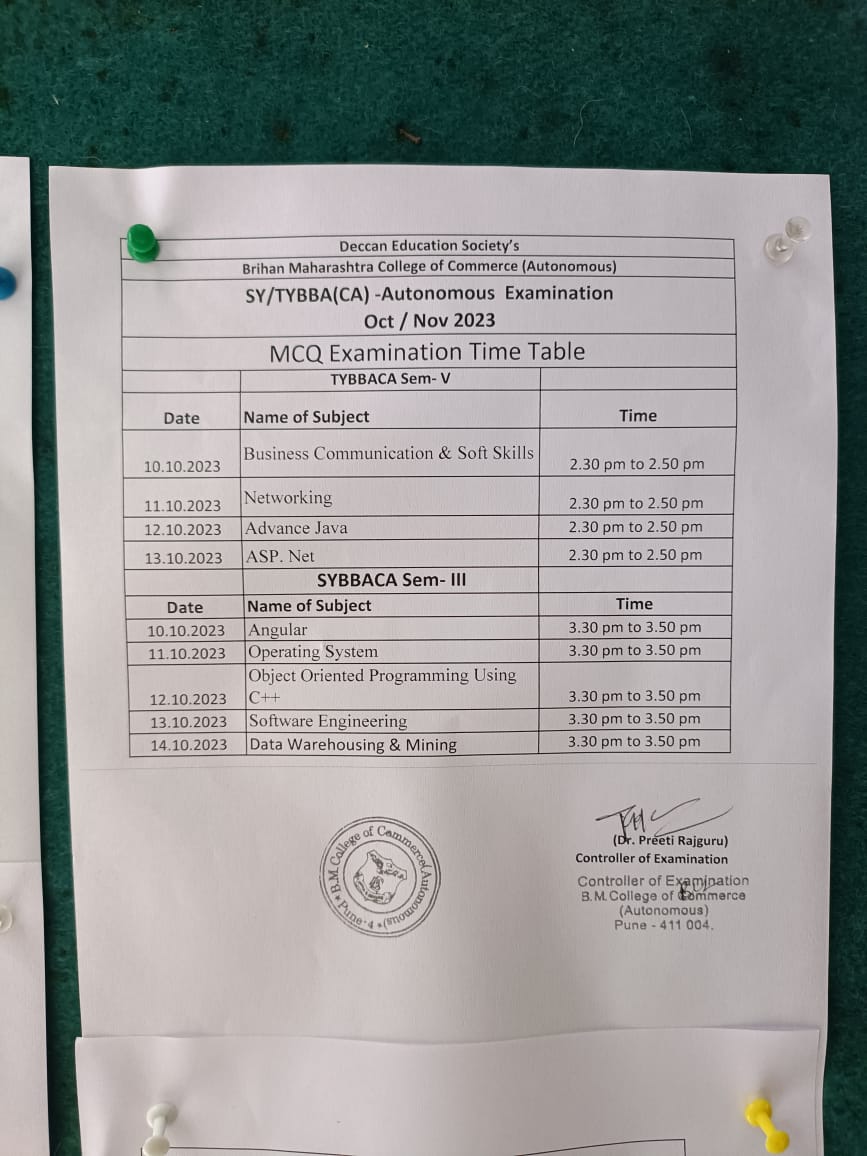 Deccan Education Society's
Brihan Maharashtra College of Commerce (Autonomous)
SY/TYBBA(CA) -Autonomous Examination
Oct / Nov 2023
MCQ Examination Time Table
TYBBACA Sem- V
Date Name of Subject Time
10.10.2023 Business Communication & Soft Skills 2.30 pm to 2.50 pm
11.10.2023 Networking 2.30 pm to 2.50 pm
12.10.2023 Advance Java 2.30 pm to 2.50 pm
13.10.2023 ASP. Net 2.30 pm to 2.50 pm
SYBBACA Sem- III
Date Name of Subject Time
10.10.2023 Angular 3.30 pm to 3.50 pm
11.10.2023 Operating System 3.30 pm to 3.50 pm
Object Oriented Programming Using
12.10.2023 C++ 3.30 pm to 3.50 pm
13.10.2023 Software Engineering 3.30 pm to 3.50 pm
14.10.2023 Data Warehousing & Mining 3.30 pm to 3.50 pm
B.M. College of Commerce (Autonomous)
Pune-4
(Dr. Preeti Rajguru)
Controller of Examination
Controller of Examination
B.M. College of Commerce
(Autonomous)
Pune - 411 004.